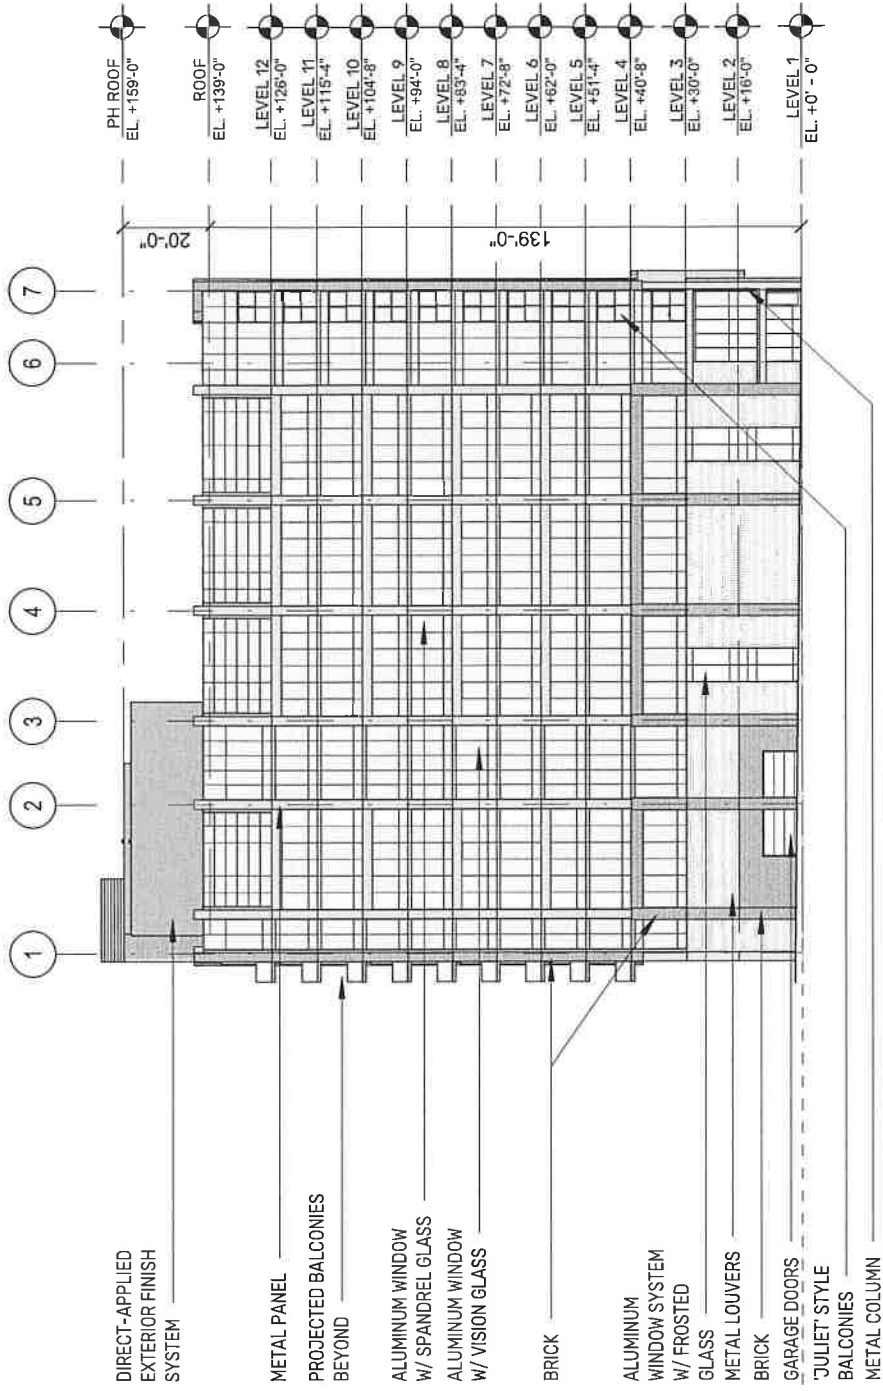 1
2
3
4
5
6
7
PH ROOF
EL. +159'-0"
ROOF
EL. +139'-0"
LEVEL 12
EL. +126'-0"
LEVEL 11
EL. +115'-4"
LEVEL 10
EL. +104'-8"
LEVEL 9
EL. +94'-0"
LEVEL 8
EL. +83'-4"
LEVEL 7
EL. +72'-8"
LEVEL 6
EL. +62'-0"
LEVEL 5
EL. +51'-4"
LEVEL 4
EL. +40'-8"
LEVEL 3
EL. +30'-0"
LEVEL 2
EL. +16'-0"
LEVEL 1
EL. +0' - 0"
20'-0"
139'-0"
DIRECT-APPLIED
EXTERIOR FINISH
SYSTEM
METAL PANEL
PROJECTED BALCONIES
BEYOND
ALUMINUM WINDOW
W/ SPANDREL GLASS
ALUMINUM WINDOW
W/ VISION GLASS
BRICK
ALUMINUM
WINDOW SYSTEM
W/ FROSTED
GLASS
METAL LOUVERS
BRICK
GARAGE DOORS
'JULIET' STYLE
BALCONIES
METAL COLUMN